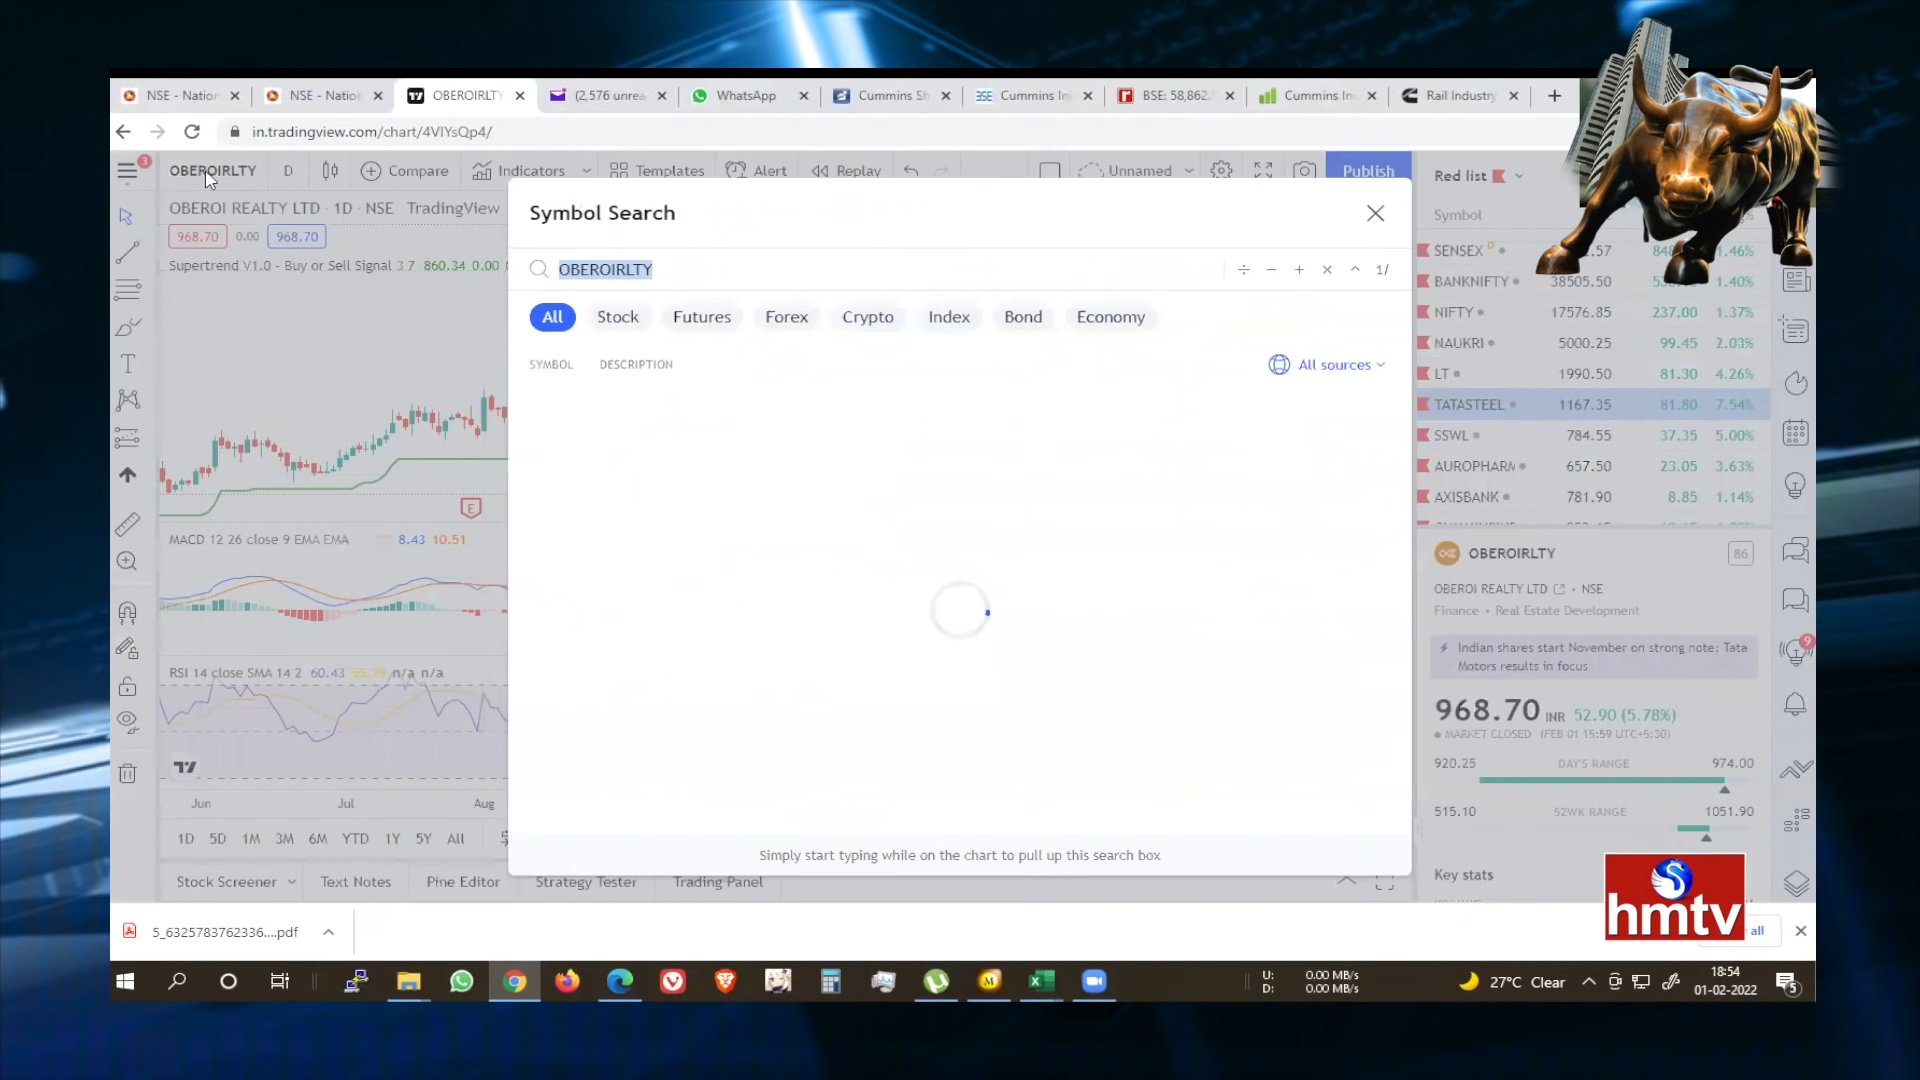 NSE - Nation
NSE - Nation
OBEROIRLTY
(2,576 unrea
WhatsApp
Cummins Sh
Cummins In
BSE: 58,862.
Cummins In
Rail Industry
in.tradingview.com/chart/4VIYsQp4/
3
OBEROIRLTY
D
Compare
Indicators
Templates
Alert
Replay
Unnamed
Publish
Red list
OBEROI REALTY LTD · 1D · NSE TradingView
968.70 0.00 968.70
Supertrend V1.0 - Buy or Sell Signal 3 7 860.34 0.00
Symbol Search
OBEROIRLTY
÷ − + × ^ 1/
All Stock Futures Forex Crypto Index Bond Economy
SYMBOL DESCRIPTION
All sources
Simply start typing while on the chart to pull up this search box
MACD 12 26 close 9 EMA EMA 8.43 10.51
RSI 14 close SMA 14 2 60.43 n/a n/a
E
Jun Jul Aug
1D 5D 1M 3M 6M YTD 1Y 5Y All
Stock Screener
Text Notes
Pine Editor
Strategy Tester
Trading Panel
Symbol
SENSEX .57 1.46%
BANKNIFTY 38505.50 1.40%
NIFTY 17576.85 237.00 1.37%
NAUKRI 5000.25 99.45 2.03%
LT 1990.50 81.30 4.26%
TATASTEEL 1167.35 81.80 7.54%
SSWL 784.55 37.35 5.00%
AUROPHARM 657.50 23.05 3.63%
AXISBANK 781.90 8.85 1.14%
OBEROIRLTY
86
OBEROI REALTY LTD · NSE
Finance · Real Estate Development
Indian shares start November on strong note; Tata
Motors results in focus
9
968.70 INR 52.90 (5.78%)
MARKET CLOSED (FEB 01 15:59 UTC+5:30)
920.25 DAY'S RANGE 974.00
515.10 52WK RANGE 1051.90
Key stats
hmtv
all
5_6325783762336....pdf
U: 0.00 MB/s
D: 0.00 MB/s
27°C Clear
18:54
01-02-2022
5